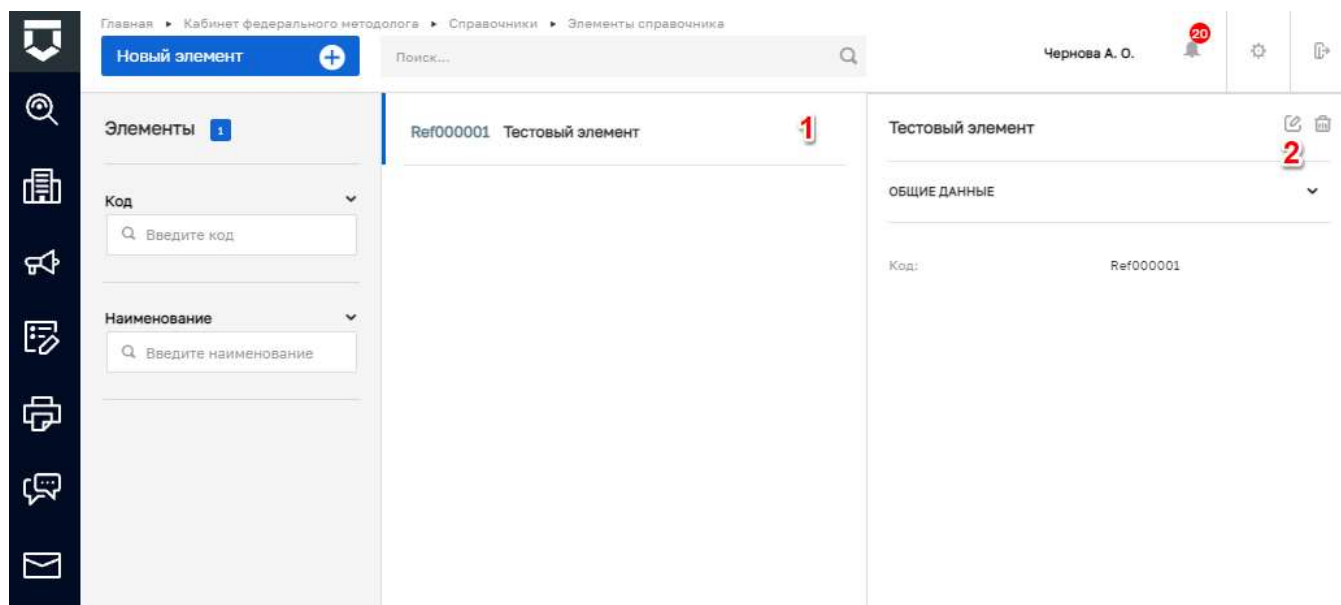 Главная ▸ Кабинет федерального методолога ▸ Справочники ▸ Элементы справочника
Новый элемент
Поиск...
Чернова А. О.
20
Элементы 1
Код
Введите код
Наименование
Введите наименование
Ref000001 Тестовый элемент
1
Тестовый элемент
2
ОБЩИЕ ДАННЫЕ
Код: Ref000001